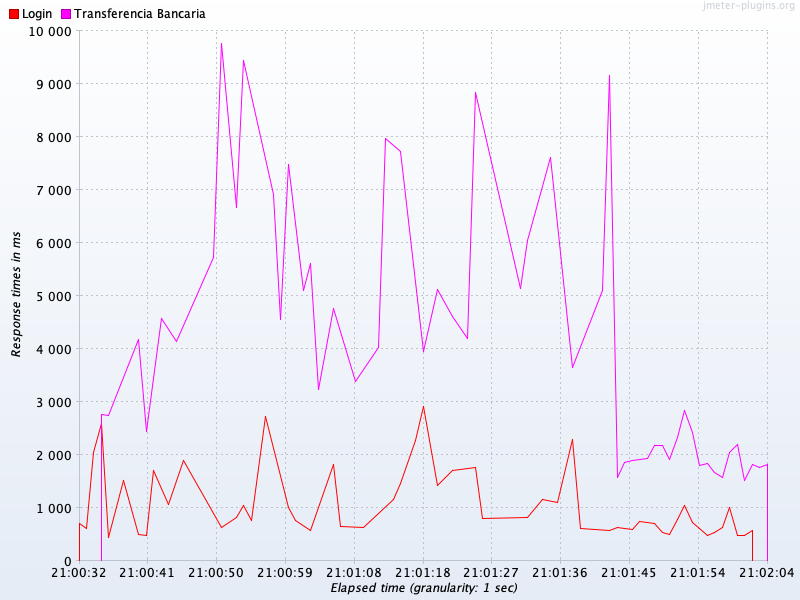 jmeter-plugins.org
Login Transferencia Bancaria
10 000
9 000
8 000
7 000
6 000
5 000
4 000
3 000
2 000
1 000
0
Response times in ms
21:00:32 21:00:41 21:00:50 21:00:59 21:01:08 21:01:18 21:01:27 21:01:36 21:01:45 21:01:54 21:02:04
Elapsed time (granularity: 1 sec)